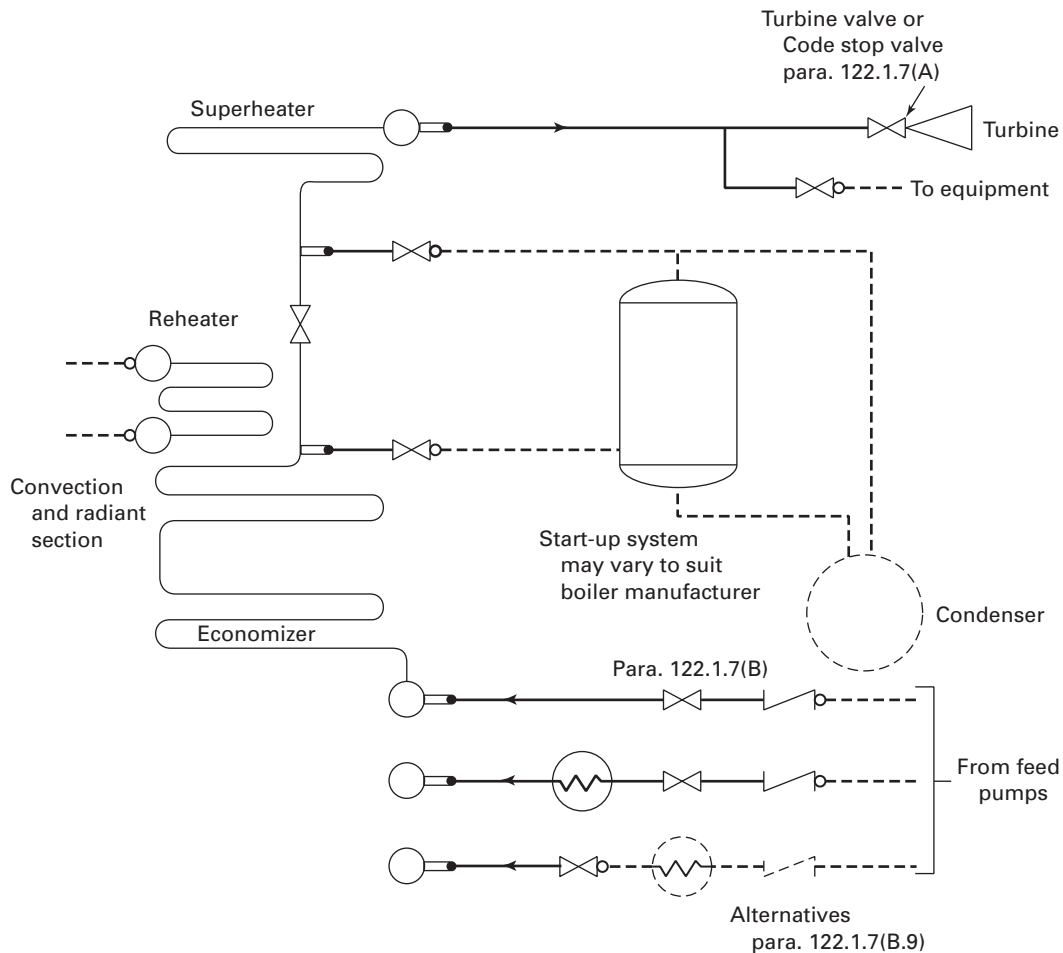 Turbine valve or
Code stop valve
para. 122.1.7(A)
Superheater
Turbine
To equipment
Reheater
Convection
and radiant
section
Start-up system
may vary to suit
boiler manufacturer
Condenser
Economizer
Para. 122.1.7(B)
From feed
pumps
Alternatives
para. 122.1.7(B.9)